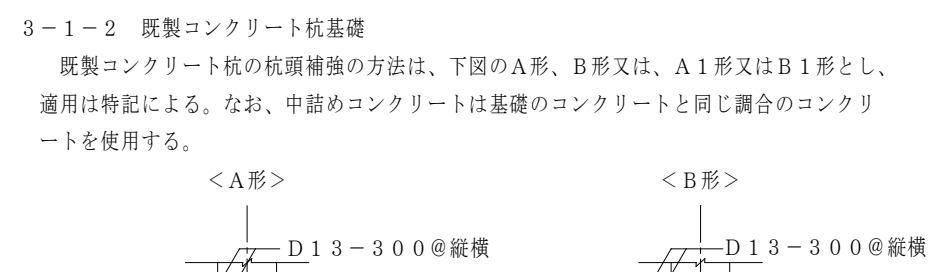 ３－１－２　既製コンクリート杭基礎
既製コンクリート杭の杭頭補強の方法は、下図のＡ形、Ｂ形又は、Ａ１形又はＢ１形とし、
適用は特記による。なお、中詰めコンクリートは基礎のコンクリートと同じ調合のコンクリ
ートを使用する。
＜Ａ形＞　＜Ｂ形＞
Ｄ１３－３００＠縦横　Ｄ１３－３００＠縦横